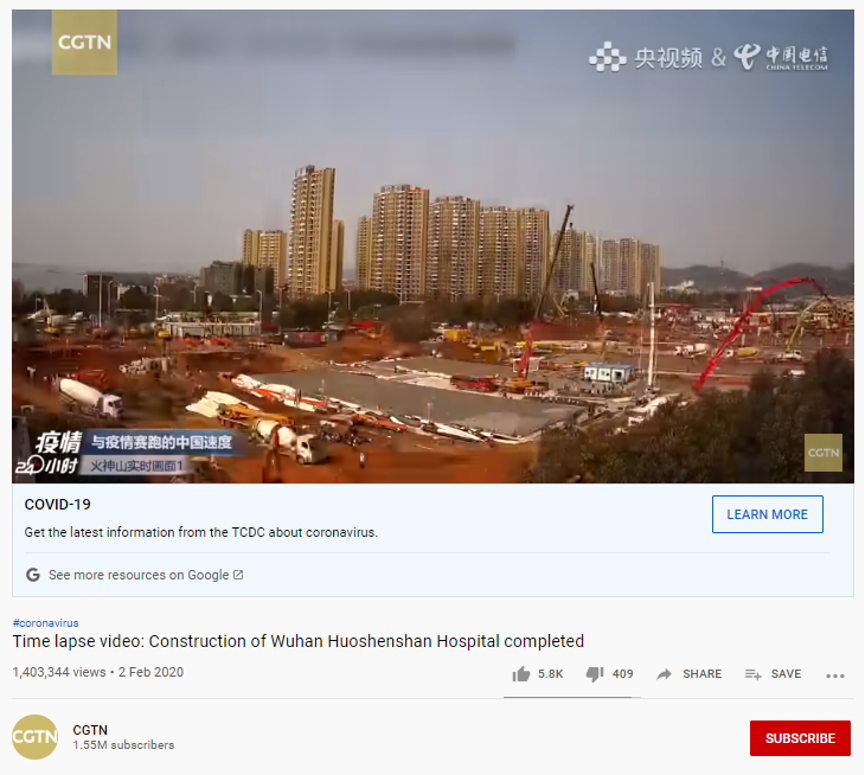 CGTN
央视频 & 中国电信
CHINA TELECOM
疫情
24小时
与疫情赛跑的中国速度
火神山实时画面1
CGTN
COVID-19
Get the latest information from the TCDC about coronavirus.
LEARN MORE
See more resources on Google
#coronavirus
Time lapse video: Construction of Wuhan Huoshenshan Hospital completed
1,403,344 views • 2 Feb 2020
5.8K
409
SHARE
SAVE
CGTN
CGTN
1.55M subscribers
SUBSCRIBE